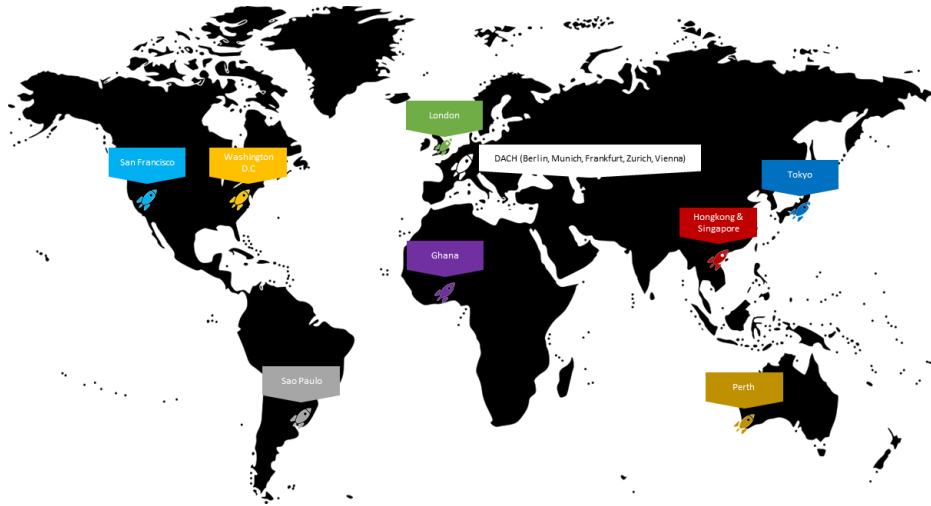 London
San Francisco
Washington
D.C
DACH (Berlin, Munich, Frankfurt, Zurich, Vienna)
Tokyo
Hongkong &
Singapore
Ghana
Sao Paulo
Perth